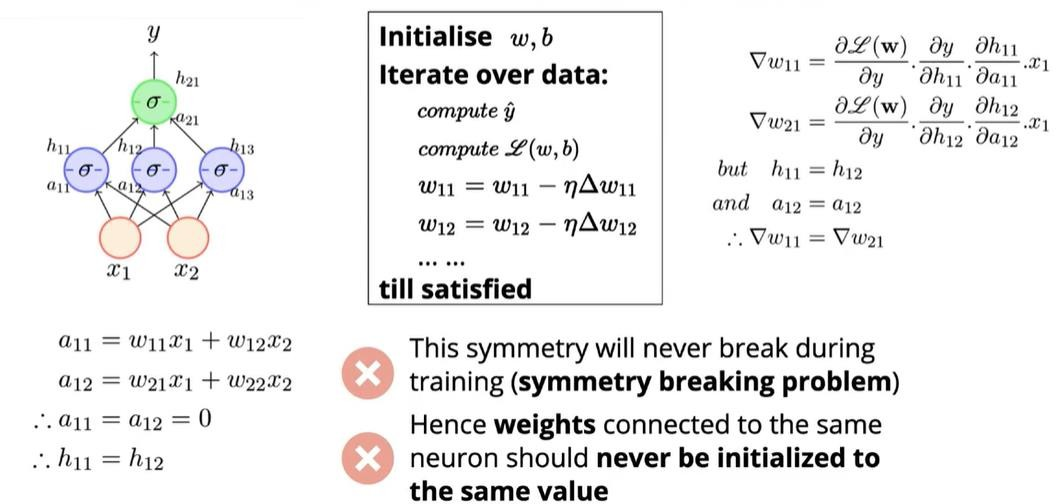 y
h₂₁
σ
a₂₁
h₁₁ h₁₂ h₁₃
σ σ σ
a₁₁ a₁₂ a₁₃
x₁ x₂
Initialise w, b
Iterate over data:
compute ŷ
compute ℒ(w, b)
w₁₁ = w₁₁ − ηΔw₁₁
w₁₂ = w₁₂ − ηΔw₁₂
... ...
till satisfied
∇w₁₁ = ∂ℒ(w)/∂y . ∂y/∂h₁₁ . ∂h₁₁/∂a₁₁ .x₁
∇w₂₁ = ∂ℒ(w)/∂y . ∂y/∂h₁₂ . ∂h₁₂/∂a₁₂ .x₁
but h₁₁ = h₁₂
and a₁₂ = a₁₂
∴ ∇w₁₁ = ∇w₂₁
a₁₁ = w₁₁x₁ + w₁₂x₂
a₁₂ = w₂₁x₁ + w₂₂x₂
∴ a₁₁ = a₁₂ = 0
∴ h₁₁ = h₁₂
This symmetry will never break during
training (symmetry breaking problem)
Hence weights connected to the same
neuron should never be initialized to
the same value